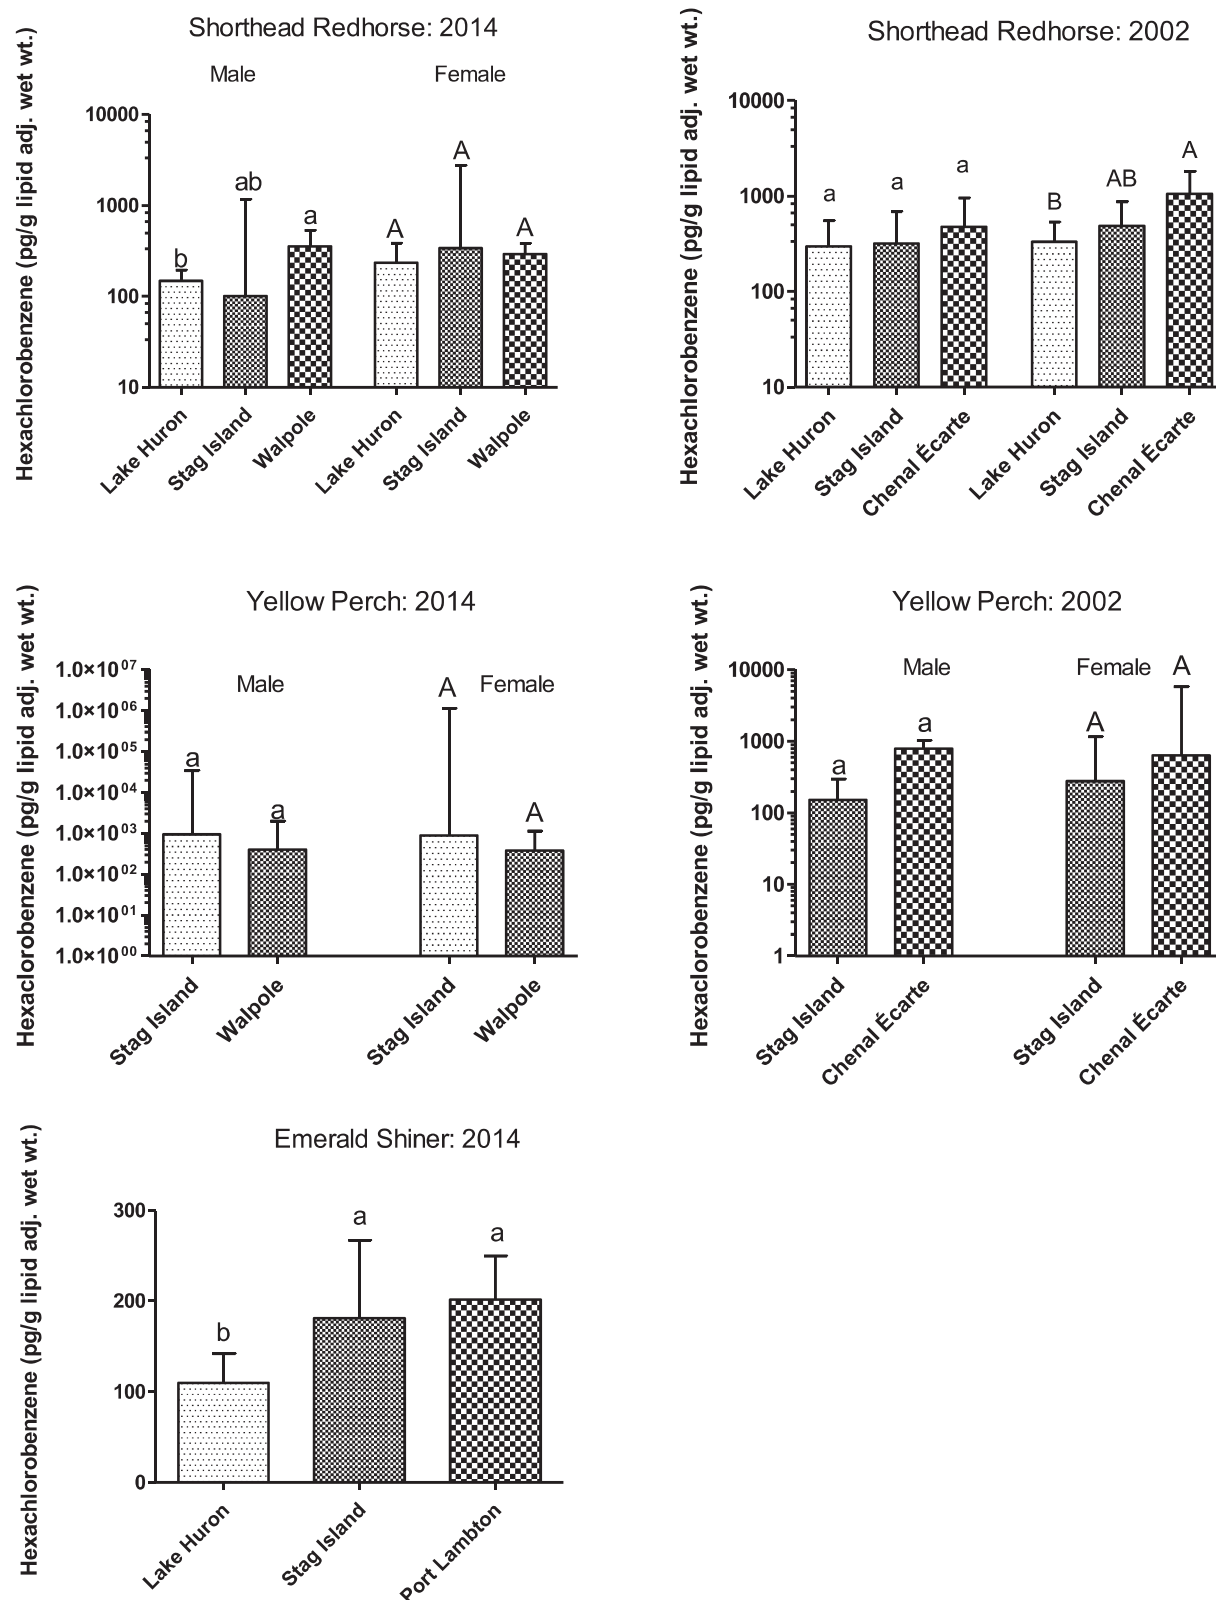 Shorthead Redhorse: 2014
Male Female
Hexachlorobenzene (pg/g lipid adj. wet wt.)
10000
1000
100
10
b
ab
a
A
A
A
Lake Huron
Stag Island
Walpole
Lake Huron
Stag Island
Walpole
Shorthead Redhorse: 2002
Hexachlorobenzene (pg/g lipid adj. wet wt.)
10000
1000
100
10
a
a
a
B
AB
A
Lake Huron
Stag Island
Chenal Écarte
Lake Huron
Stag Island
Chenal Écarte
Yellow Perch: 2014
Male Female
Hexaclorobenzene (pg/g lipid adj. wet wt.)
1.0×10⁰⁷
1.0×10⁰⁶
1.0×10⁰⁵
1.0×10⁰⁴
1.0×10⁰³
1.0×10⁰²
1.0×10⁰¹
1.0×10⁰⁰
a
a
A
A
Stag Island
Walpole
Stag Island
Walpole
Yellow Perch: 2002
Male Female
Hexaclorobenzene (pg/g lipid adj. wet wt.)
10000
1000
100
10
1
a
a
A
A
Stag Island
Chenal Écarte
Stag Island
Chenal Écarte
Emerald Shiner: 2014
Hexachlorobenzene (pg/g lipid adj. wet wt.)
300
200
100
0
b
a
a
Lake Huron
Stag Island
Port Lambton